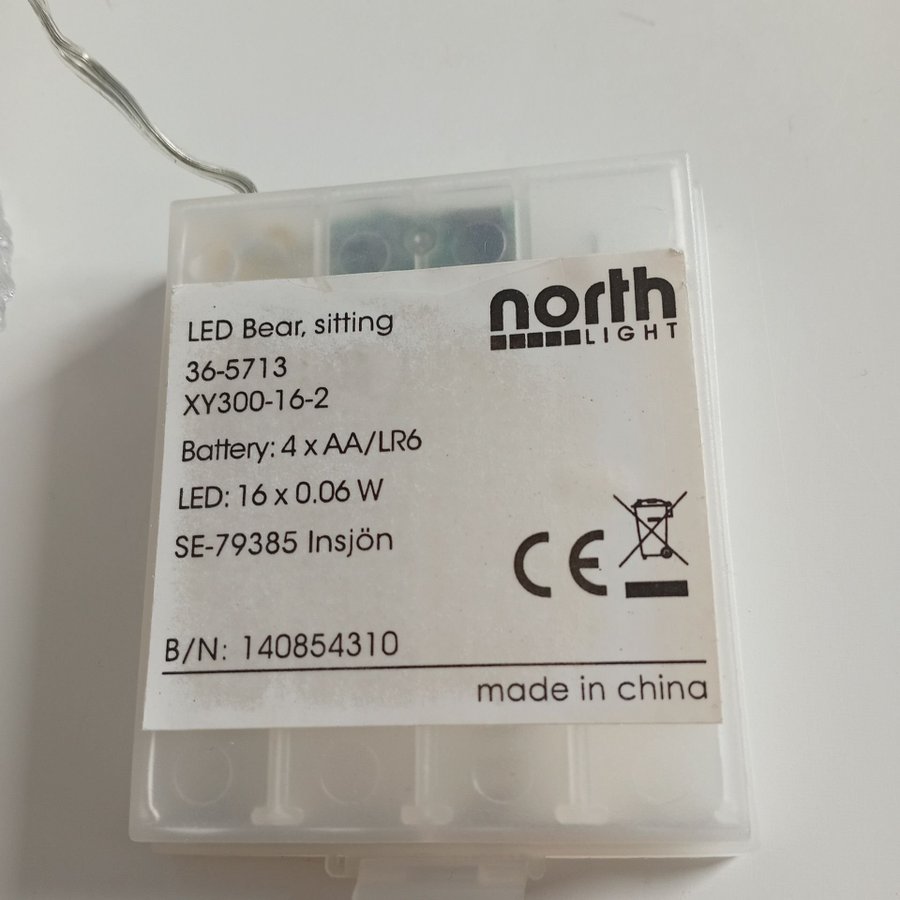 north
LIGHT
LED Bear, sitting
36-5713
XY300-16-2
Battery: 4 x AA/LR6
LED: 16 x 0.06 W
SE-79385 Insjön
CE
B/N: 140854310
made in china